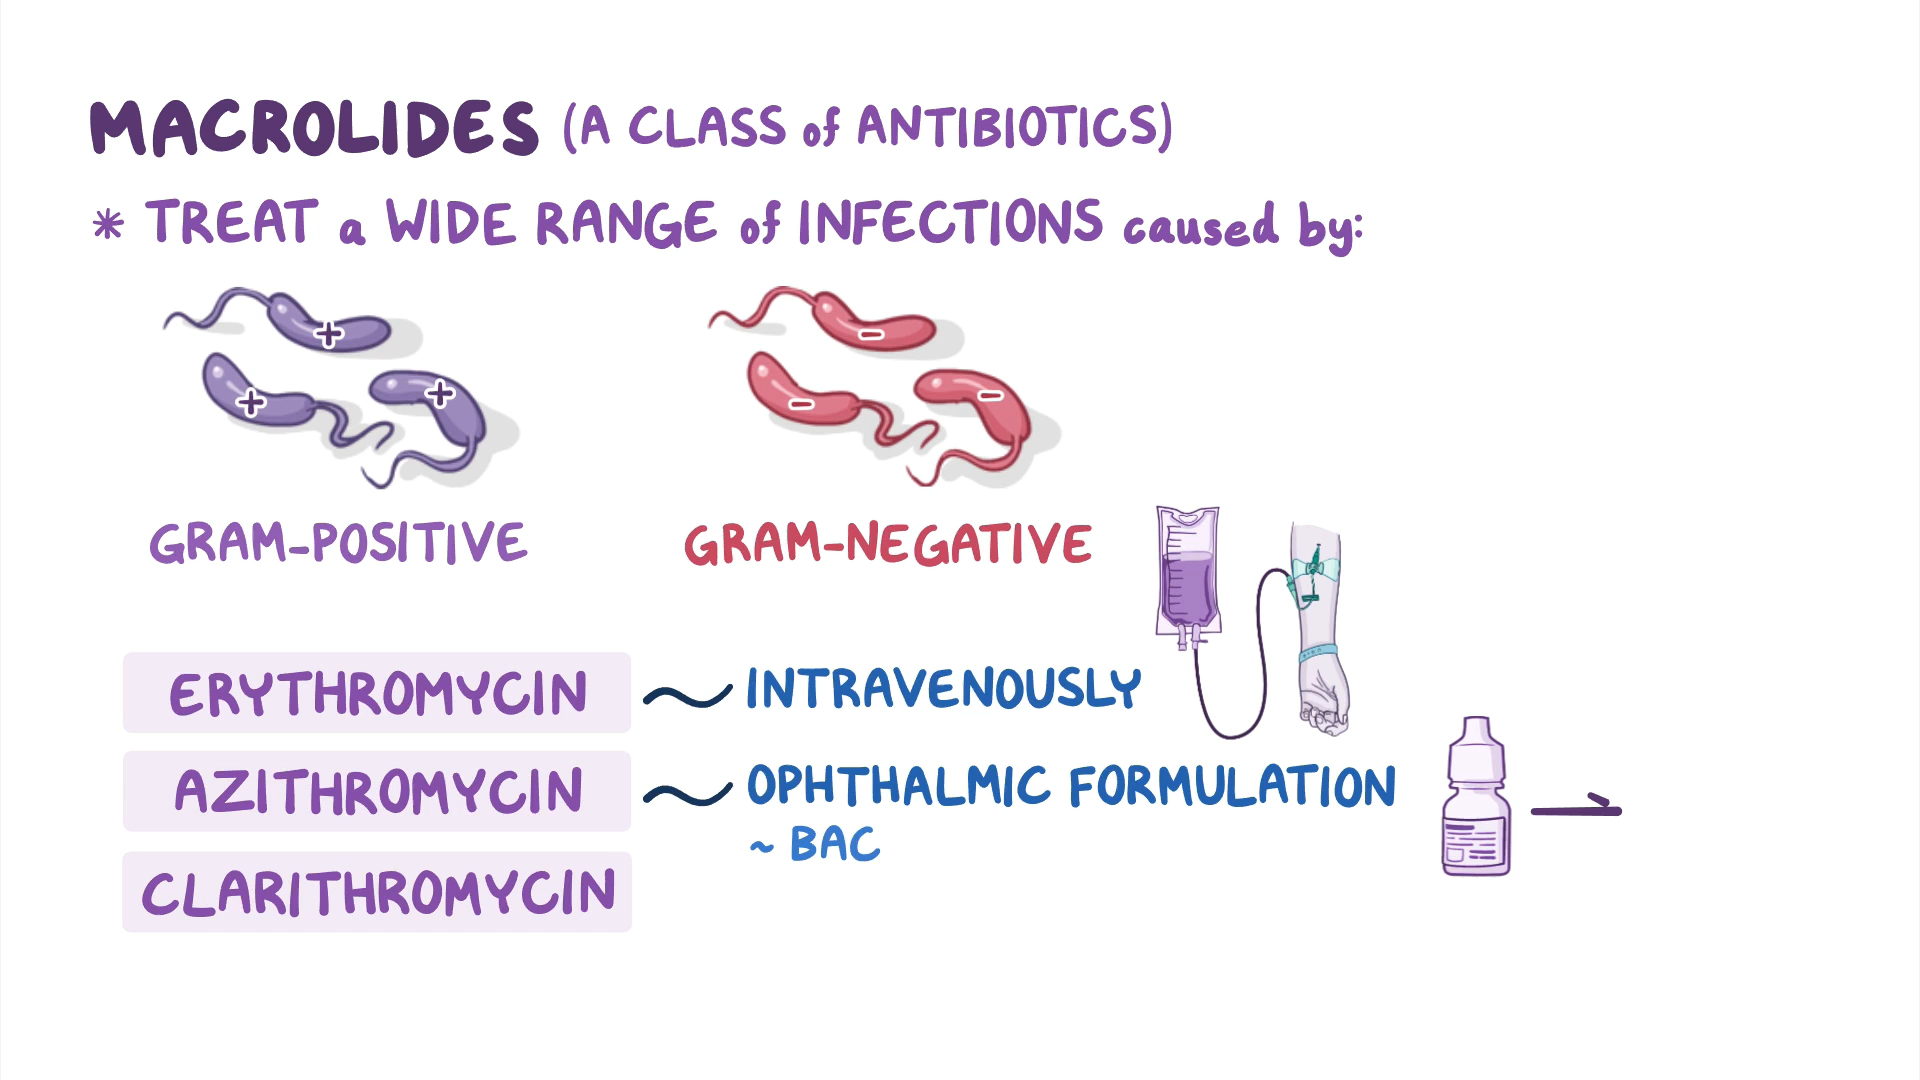 MACROLIDES (A CLASS of ANTIBIOTICS)
* TREAT a WIDE RANGE of INFECTIONS caused by:
+
+
+
-
-
-
GRAM-POSITIVE
GRAM-NEGATIVE
ERYTHROMYCIN ~ INTRAVENOUSLY
AZITHROMYCIN ~ OPHTHALMIC FORMULATION
~ BAC
CLARITHROMYCIN